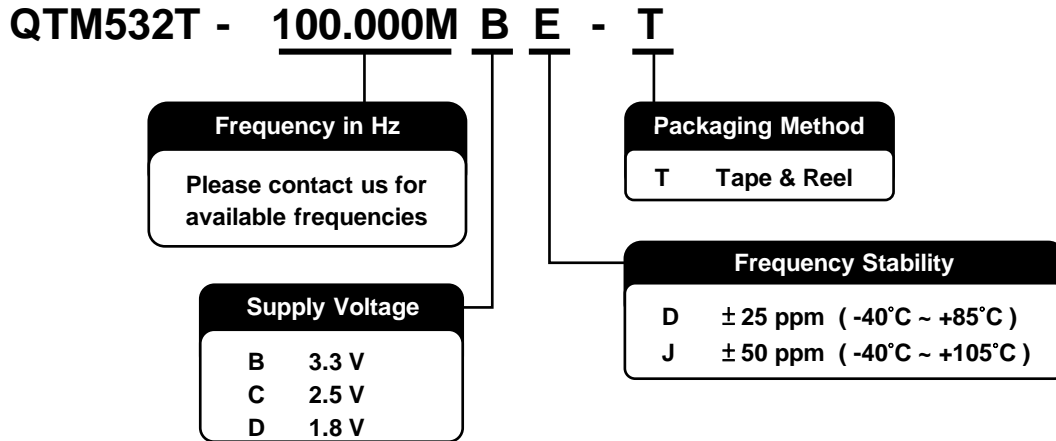 QTM532T - 100.000M B E - T
Frequency in Hz
Please contact us for
available frequencies
Packaging Method
T Tape & Reel
Supply Voltage
B 3.3 V
C 2.5 V
D 1.8 V
Frequency Stability
D ± 25 ppm ( -40˚C ~ +85˚C )
J ± 50 ppm ( -40˚C ~ +105˚C )